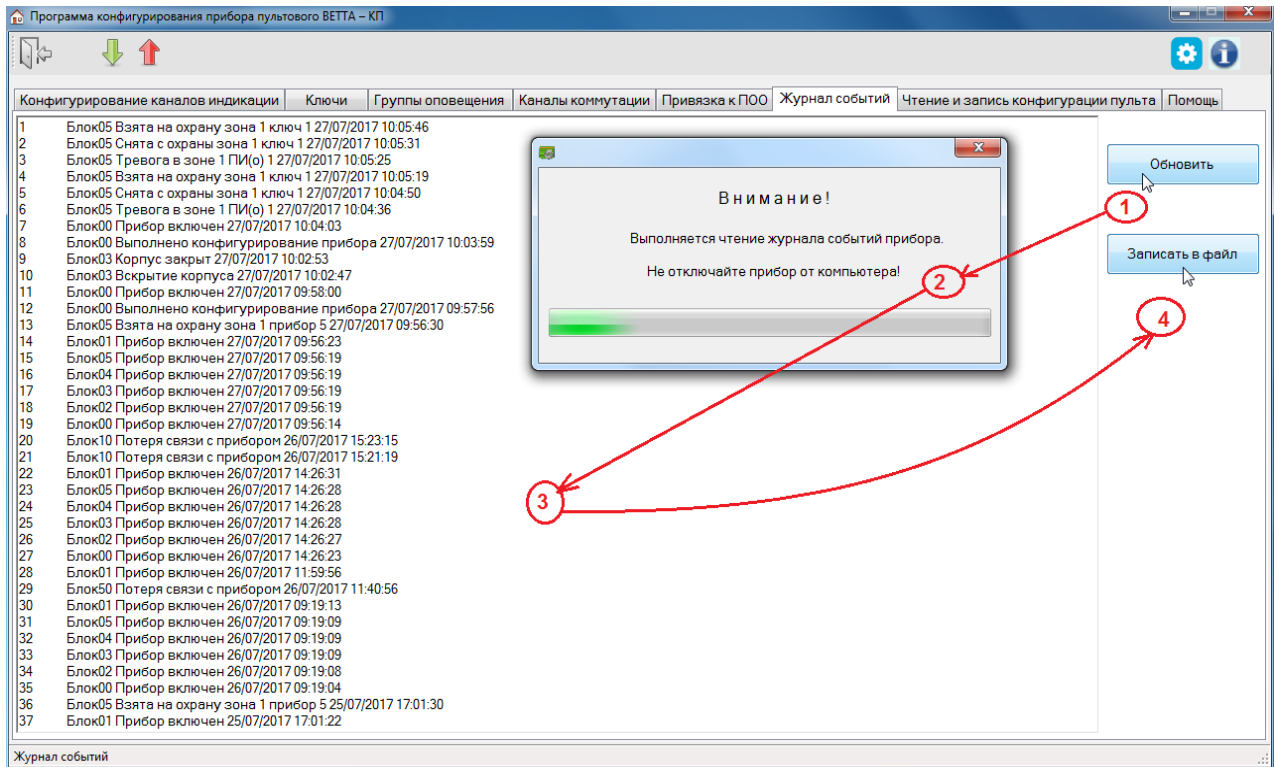 Программа конфигурирования прибора пультового ВЕТТА – КП
Конфигурирование каналов индикации Ключи Группы оповещения Каналы коммутации Привязка к ПОО Журнал событий Чтение и запись конфигурации пульта Помощь
1 Блок05 Взята на охрану зона 1 ключ 1 27/07/2017 10:05:46
2 Блок05 Снята с охраны зона 1 ключ 1 27/07/2017 10:05:31
3 Блок05 Тревога в зоне 1 ПИ(о) 1 27/07/2017 10:05:25
4 Блок05 Взята на охрану зона 1 ключ 1 27/07/2017 10:05:19
5 Блок05 Снята с охраны зона 1 ключ 1 27/07/2017 10:04:50
6 Блок05 Тревога в зоне 1 ПИ(о) 1 27/07/2017 10:04:36
7 Блок00 Прибор включен 27/07/2017 10:04:03
8 Блок00 Выполнено конфигурирование прибора 27/07/2017 10:03:59
9 Блок03 Корпус закрыт 27/07/2017 10:02:53
10 Блок03 Вскрытие корпуса 27/07/2017 10:02:47
11 Блок00 Прибор включен 27/07/2017 09:58:00
12 Блок00 Выполнено конфигурирование прибора 27/07/2017 09:57:56
13 Блок05 Взята на охрану зона 1 прибор 5 27/07/2017 09:56:30
14 Блок01 Прибор включен 27/07/2017 09:56:23
15 Блок05 Прибор включен 27/07/2017 09:56:19
16 Блок04 Прибор включен 27/07/2017 09:56:19
17 Блок03 Прибор включен 27/07/2017 09:56:19
18 Блок02 Прибор включен 27/07/2017 09:56:19
19 Блок00 Прибор включен 27/07/2017 09:56:14
20 Блок10 Потеря связи с прибором 26/07/2017 15:23:15
21 Блок10 Потеря связи с прибором 26/07/2017 15:21:19
22 Блок01 Прибор включен 26/07/2017 14:26:31
23 Блок05 Прибор включен 26/07/2017 14:26:28
24 Блок04 Прибор включен 26/07/2017 14:26:28
25 Блок03 Прибор включен 26/07/2017 14:26:28
26 Блок02 Прибор включен 26/07/2017 14:26:27
27 Блок00 Прибор включен 26/07/2017 14:26:23
28 Блок01 Прибор включен 26/07/2017 11:59:56
29 Блок50 Потеря связи с прибором 26/07/2017 11:40:56
30 Блок01 Прибор включен 26/07/2017 09:19:13
31 Блок05 Прибор включен 26/07/2017 09:19:09
32 Блок04 Прибор включен 26/07/2017 09:19:09
33 Блок03 Прибор включен 26/07/2017 09:19:09
34 Блок02 Прибор включен 26/07/2017 09:19:08
35 Блок00 Прибор включен 26/07/2017 09:19:04
36 Блок05 Взята на охрану зона 1 прибор 5 25/07/2017 17:01:30
37 Блок01 Прибор включен 25/07/2017 17:01:22
Внимание!
Выполняется чтение журнала событий прибора.
Не отключайте прибор от компьютера!
Обновить
1
2
Записать в файл
4
3
Журнал событий